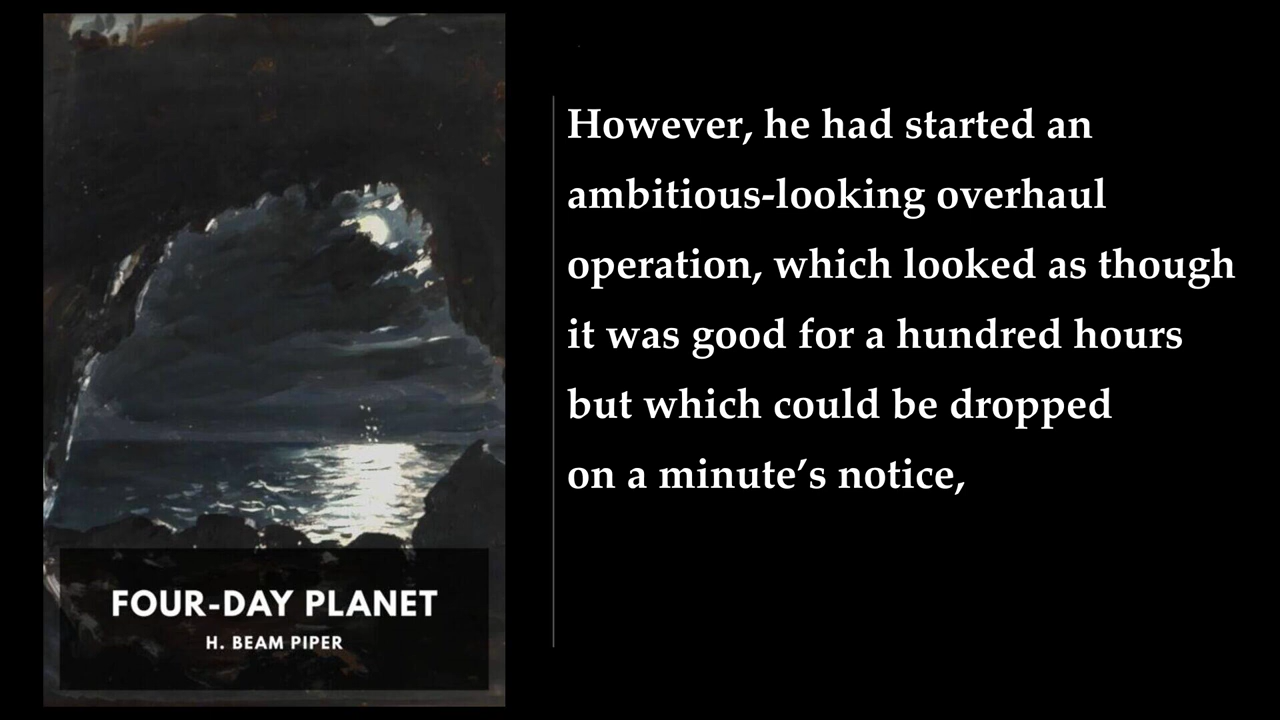 FOUR-DAY PLANET
H. BEAM PIPER
However, he had started an
ambitious-looking overhaul
operation, which looked as though
it was good for a hundred hours
but which could be dropped
on a minute’s notice,